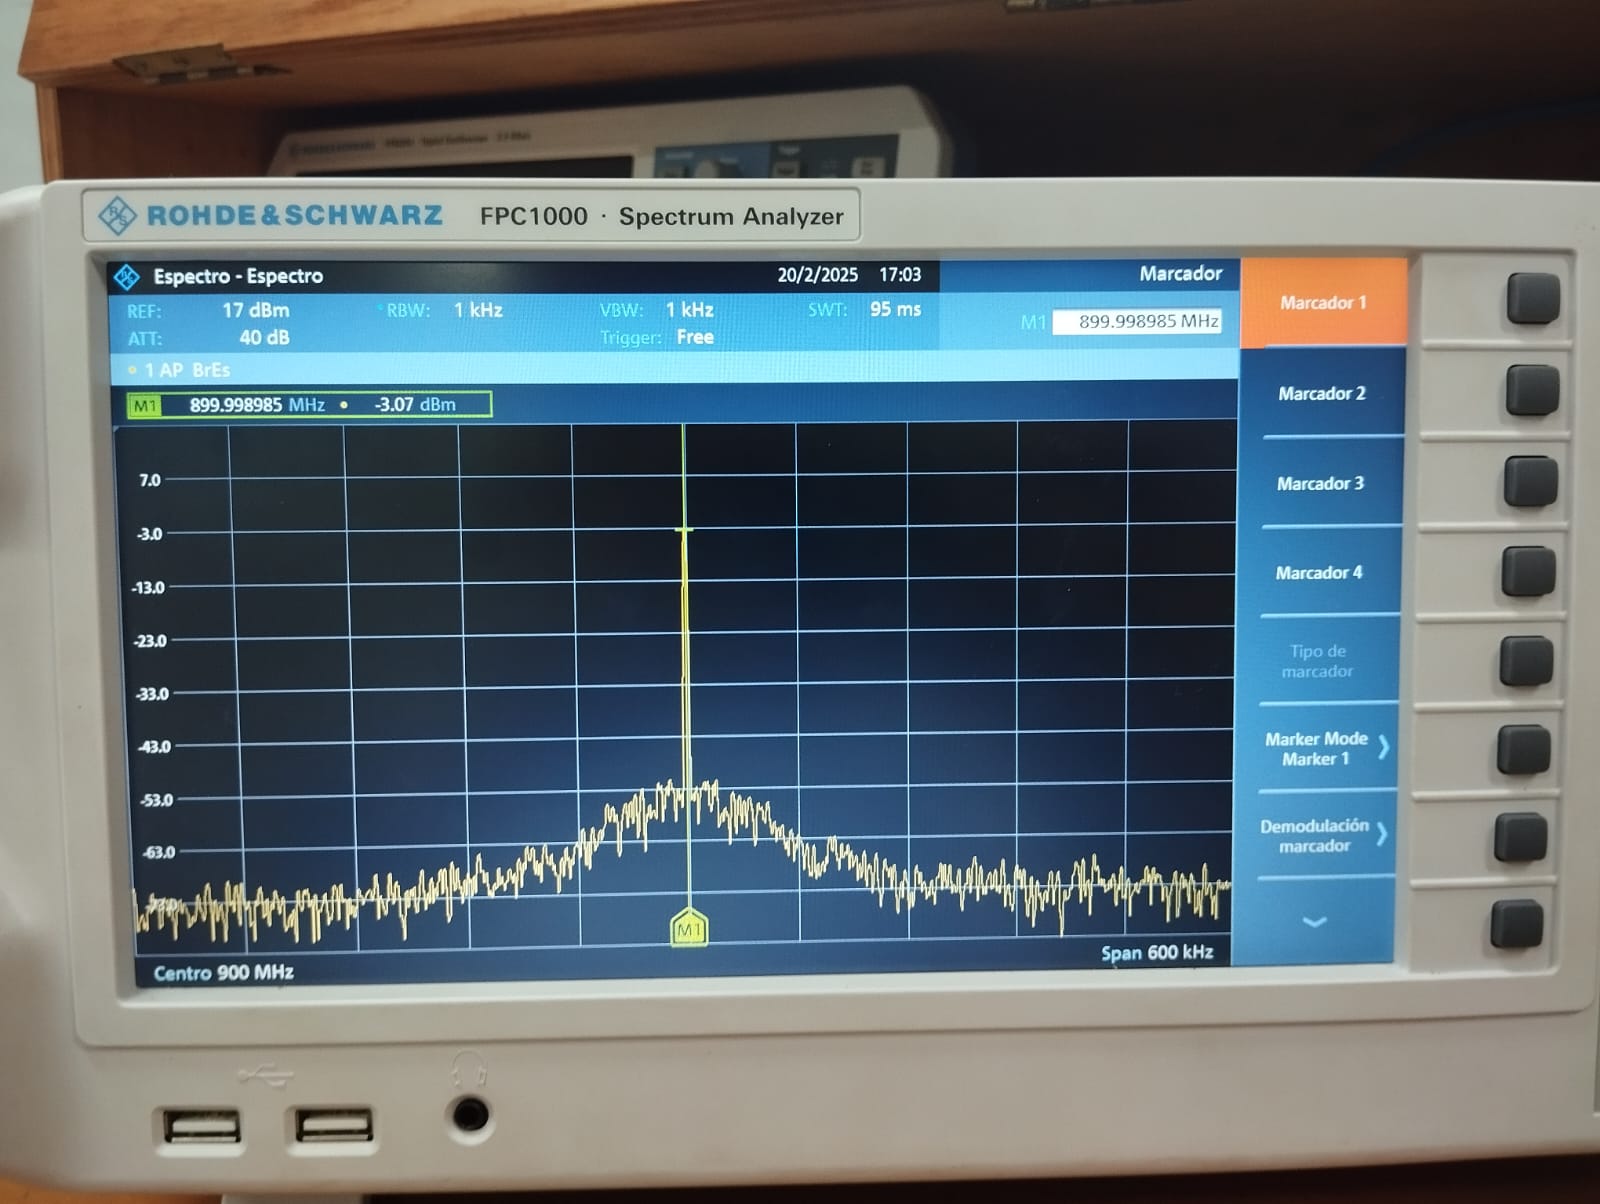 ROHDE & SCHWARZ FPC1000 · Spectrum Analyzer
Espectro - Espectro 20/2/2025 17:03 Marcador
REF: 17 dBm RBW: 1 kHz VBW: 1 kHz SWT: 95 ms
M1 899.998985 MHz
ATT: 40 dB Trigger: Free
1 AP BrEs
M1 899.998985 MHz • -3.07 dBm
7.0
-3.0
-13.0
-23.0
-33.0
-43.0
-53.0
-63.0
M1
Centro 900 MHz Span 600 kHz
Marcador 1
Marcador 2
Marcador 3
Marcador 4
Tipo de
marcador
Marker Mode
Marker 1
Demodulación
marcador